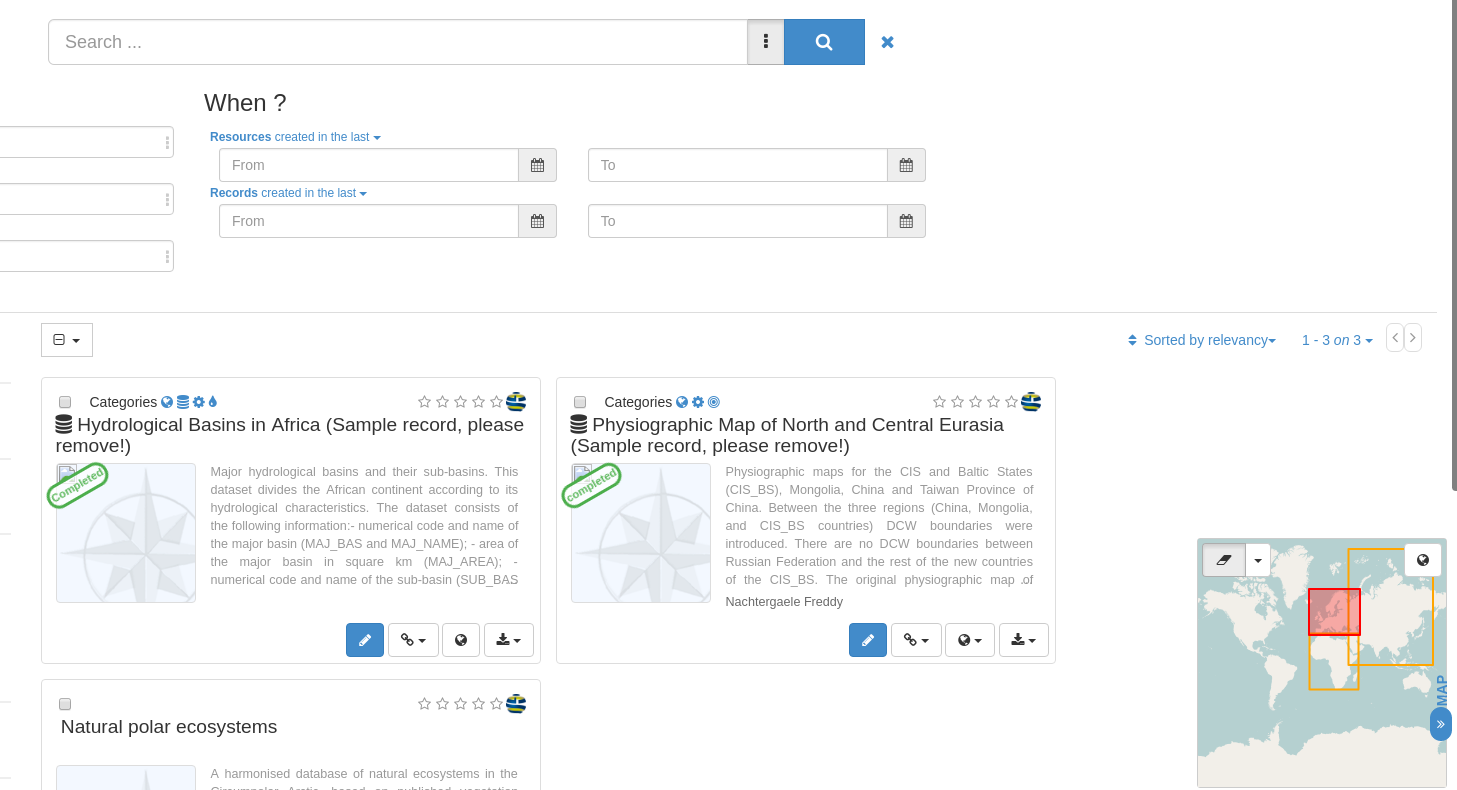 Search ...
When ?
Resources created in the last
From
To
Records created in the last
From
To
Sorted by relevancy
1 - 3 on 3
Categories
Hydrological Basins in Africa (Sample record, please
remove!)
Completed
Major hydrological basins and their sub-basins. This
dataset divides the African continent according to its
hydrological characteristics. The dataset consists of
the following information:- numerical code and name of
the major basin (MAJ_BAS and MAJ_NAME); - area of
the major basin in square km (MAJ_AREA); -
numerical code and name of the sub-basin (SUB_BAS
Categories
Physiographic Map of North and Central Eurasia
(Sample record, please remove!)
completed
Physiographic maps for the CIS and Baltic States
(CIS_BS), Mongolia, China and Taiwan Province of
China. Between the three regions (China, Mongolia,
and CIS_BS countries) DCW boundaries were
introduced. There are no DCW boundaries between
Russian Federation and the rest of the new countries
of the CIS_BS. The original physiographic map of
Nachtergaele Freddy
Natural polar ecosystems
A harmonised database of natural ecosystems in the
Circumpolar Arctic, based on published vegetation
MAP